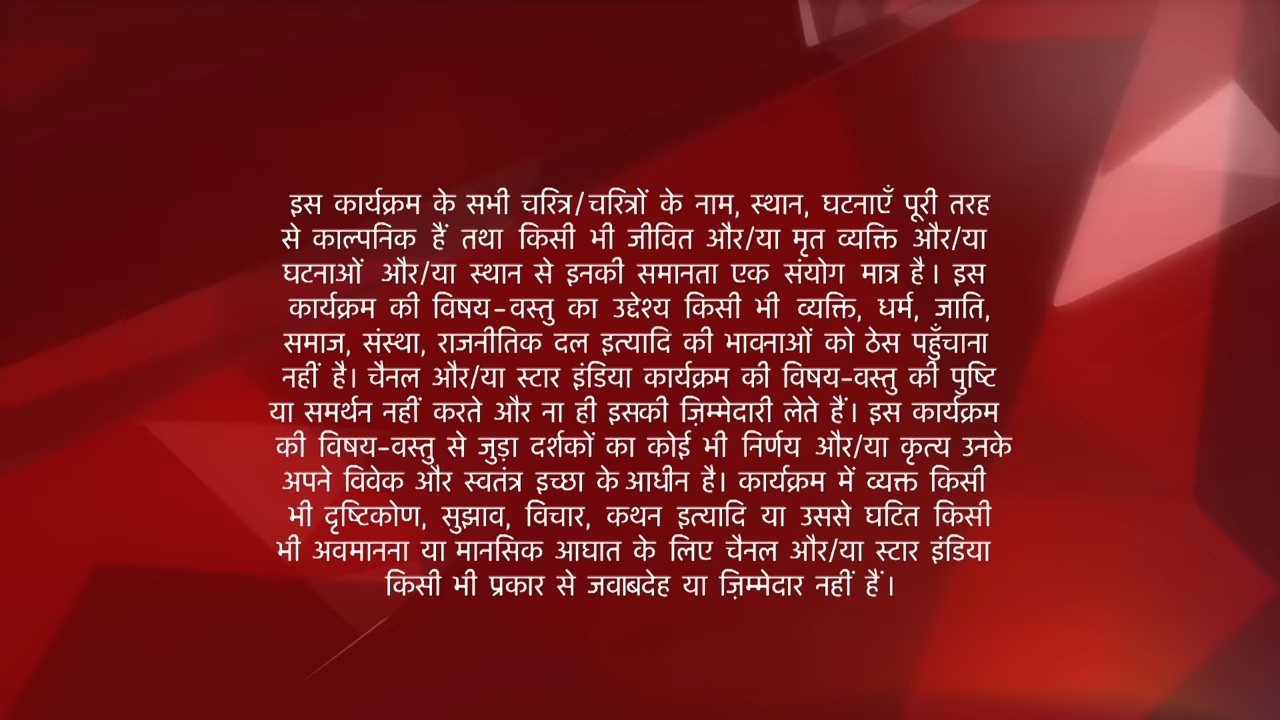 इस कार्यक्रम के सभी चरित्र/चरित्रों के नाम, स्थान, घटनाएँ पूरी तरह
से काल्पनिक हैं तथा किसी भी जीवित और/या मृत व्यक्ति और/या
घटनाओं और/या स्थान से इनकी समानता एक संयोग मात्र है। इस
कार्यक्रम की विषय-वस्तु का उद्देश्य किसी भी व्यक्ति, धर्म, जाति,
समाज, संस्था, राजनीतिक दल इत्यादि की भावनाओं को ठेस पहुँचाना
नहीं है। चैनल और/या स्टार इंडिया कार्यक्रम की विषय-वस्तु की पुष्टि
या समर्थन नहीं करते और ना ही इसकी ज़िम्मेदारी लेते हैं। इस कार्यक्रम
की विषय-वस्तु से जुड़ा दर्शकों का कोई भी निर्णय और/या कृत्य उनके
अपने विवेक और स्वतंत्र इच्छा के आधीन है। कार्यक्रम में व्यक्त किसी
भी दृष्टिकोण, सुझाव, विचार, कथन इत्यादि या उससे घटित किसी
भी अवमानना या मानसिक आघात के लिए चैनल और/या स्टार इंडिया
किसी भी प्रकार से जवाबदेह या ज़िम्मेदार नहीं हैं।